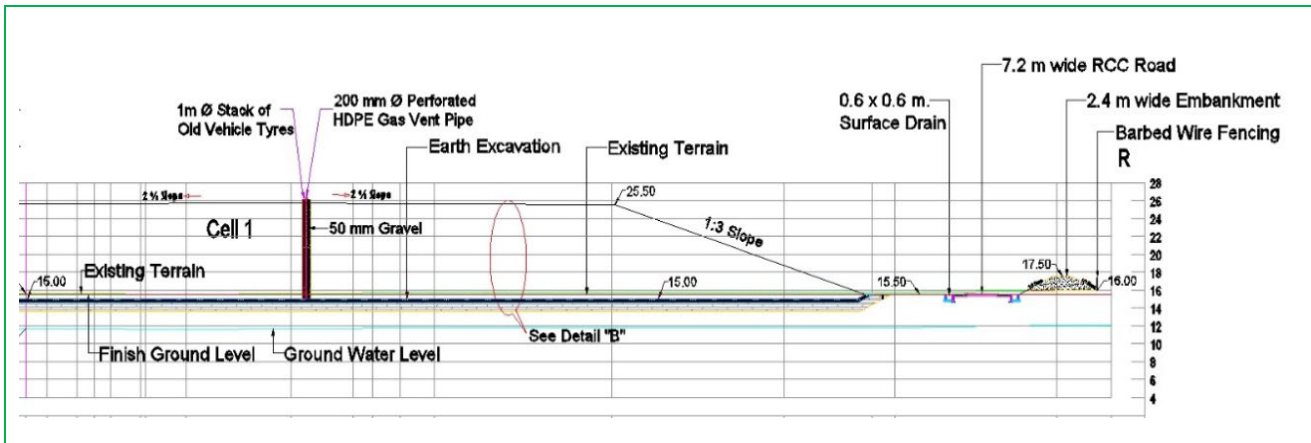 7.2 m wide RCC Road
1m Ø Stack of
Old Vehicle Tyres
200 mm Ø Perforated
HDPE Gas Vent Pipe
0.6 x 0.6 m.
Surface Drain
2.4 m wide Embankment
Earth Excavation
Existing Terrain
Barbed Wire Fencing
R
28
26
24
22
20
18
16
14
12
10
8
6
4
25.50
Cell 1
50 mm Gravel
1:3 Slope
Existing Terrain
17.50
15.00
15.00
15.50
16.00
See Detail "B"
Finish Ground Level
Ground Water Level